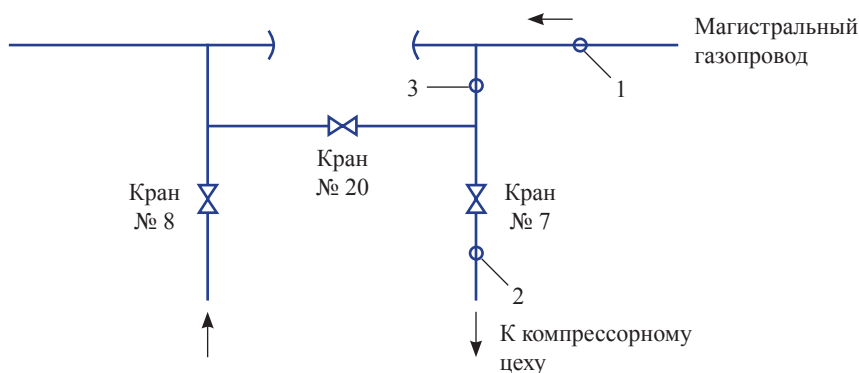 Магистральный
газопровод
1
3
Кран
№ 20
Кран
№ 8
Кран
№ 7
2
К компрессорному
цеху